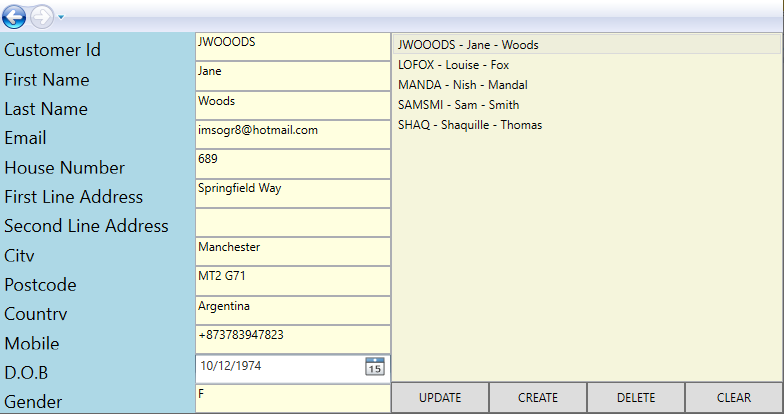 Customer Id JWOOODS
First Name Jane
Last Name Woods
Email imsogr8@hotmail.com
House Number 689
First Line Address Springfield Way
Second Line Address
City Manchester
Postcode MT2 G71
Country Argentina
Mobile +873783947823
D.O.B 10/12/1974 15
Gender F
JWOOODS - Jane - Woods
LOFOX - Louise - Fox
MANDA - Nish - Mandal
SAMSMI - Sam - Smith
SHAQ - Shaquille - Thomas
UPDATE CREATE DELETE CLEAR